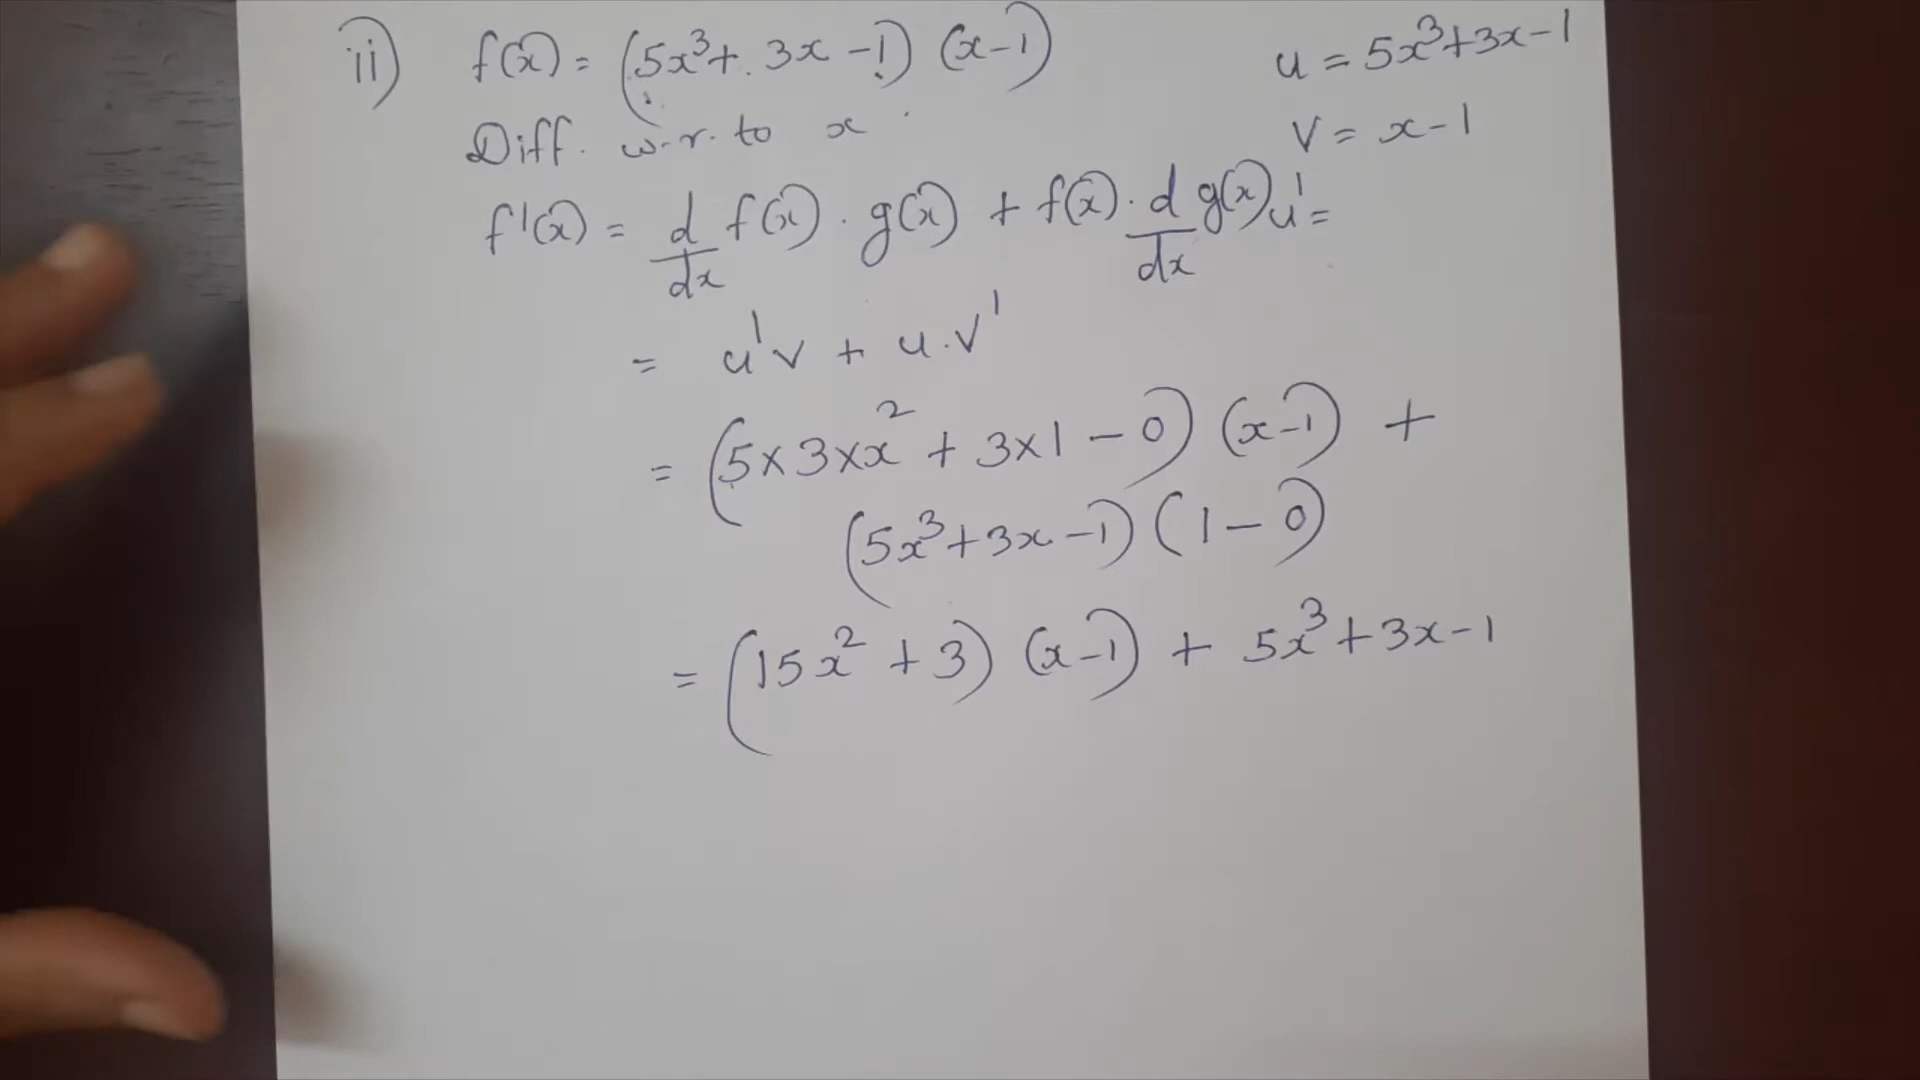 ii) f(x) = (5x³ + 3x - 1) (x-1)
u = 5x³+3x-1
Diff. w.r. to x
v = x-1
f'(x) = d/dx f(x) · g(x) + f(x) · d/dx g(x)
u' =
= u'v + u.v'
= (5×3×x² + 3×1 - 0) (x-1) +
(5x³+3x-1) (1-0)
= (15x² + 3) (x-1) + 5x³+3x-1